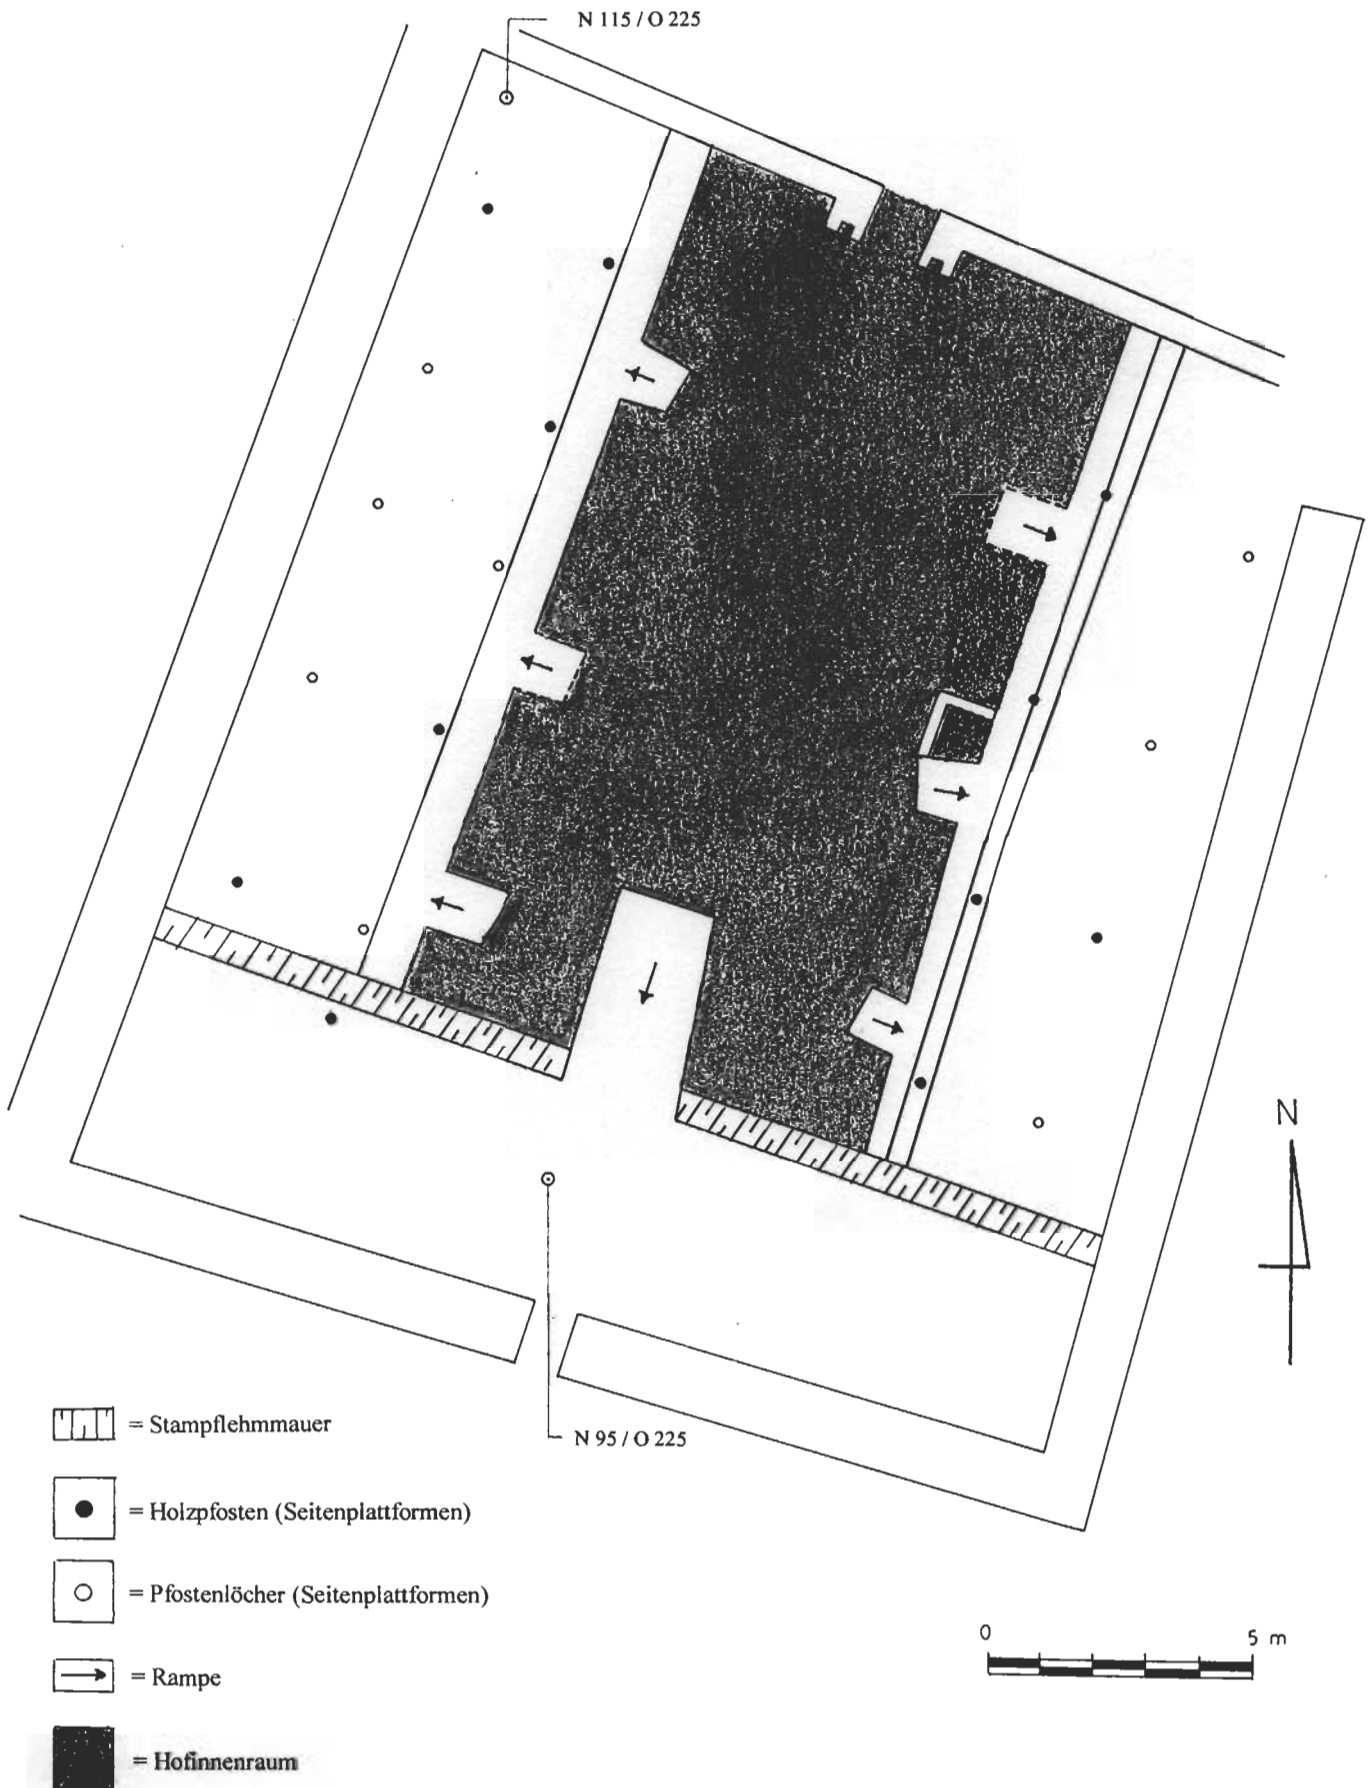 N 115 / O 225
N
N 95 / O 225
= Stampflehmmauer
= Holzpfosten (Seitenplattformen)
= Pfostenlöcher (Seitenplattformen)
0 5 m
= Rampe
= Hofinnenraum